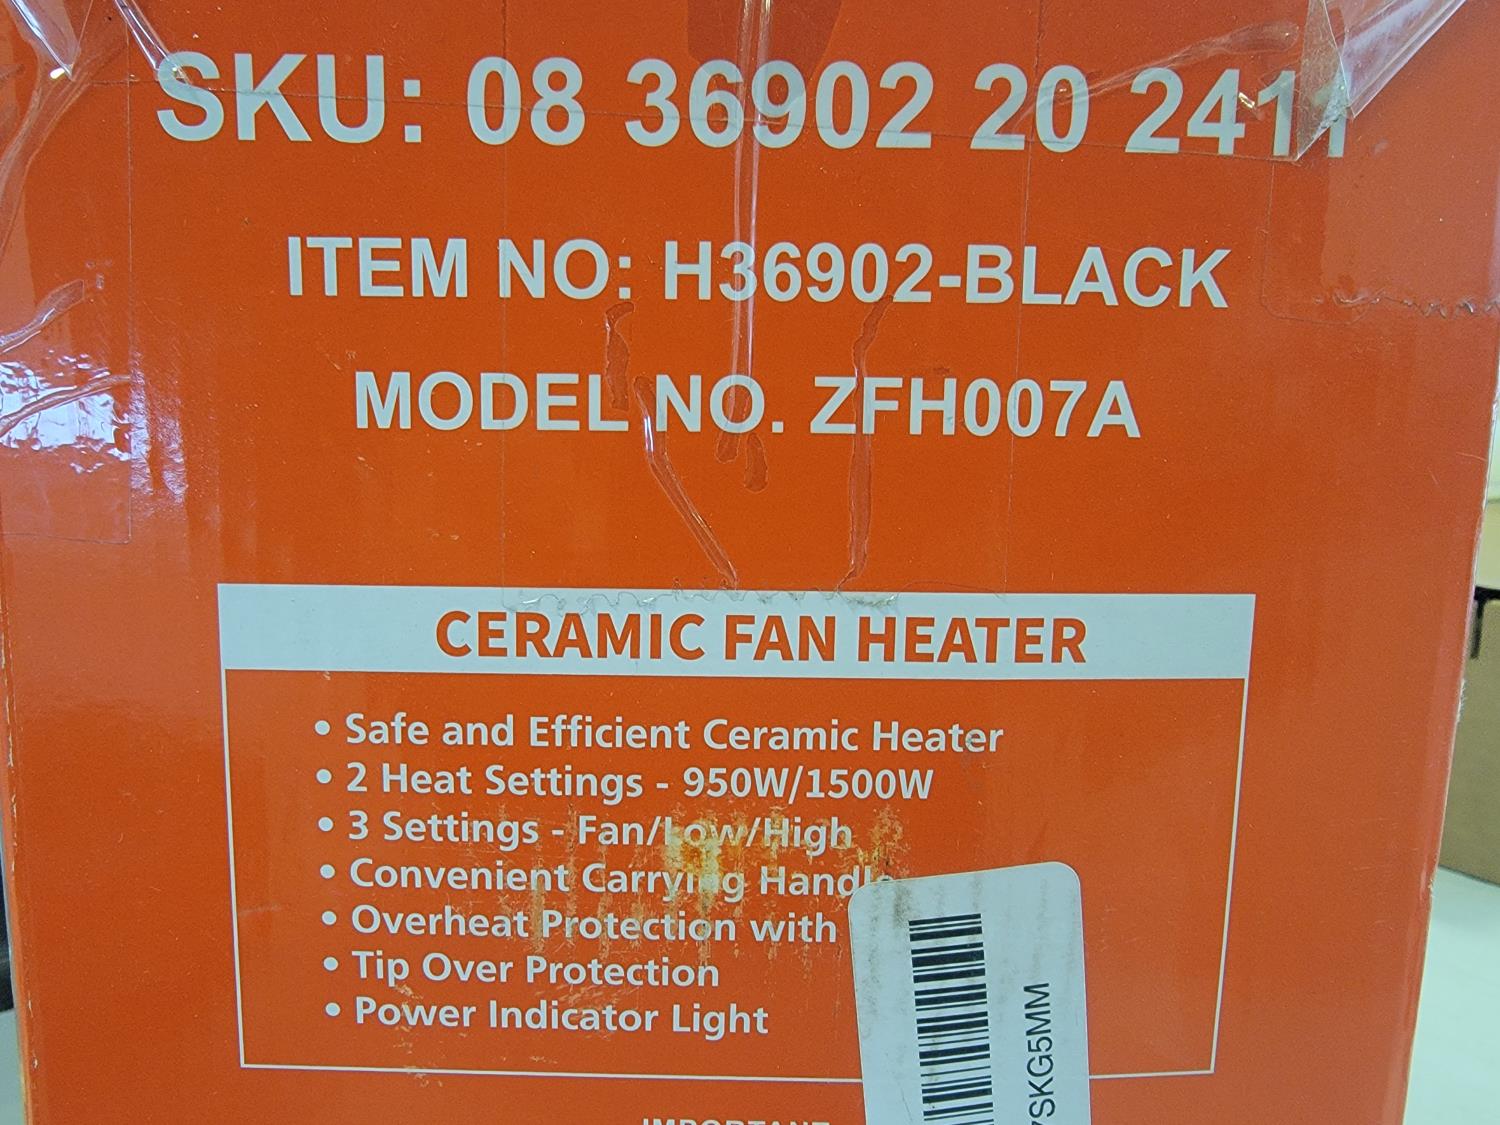 SKU: 08 36902 20 2411
ITEM NO: H36902-BLACK
MODEL NO. ZFH007A
CERAMIC FAN HEATER
• Safe and Efficient Ceramic Heater
• 2 Heat Settings - 950W/1500W
• 3 Settings - Fan/Low/High
• Convenient Carrying Handle
• Overheat Protection with
• Tip Over Protection
• Power Indicator Light
IMPORTANT